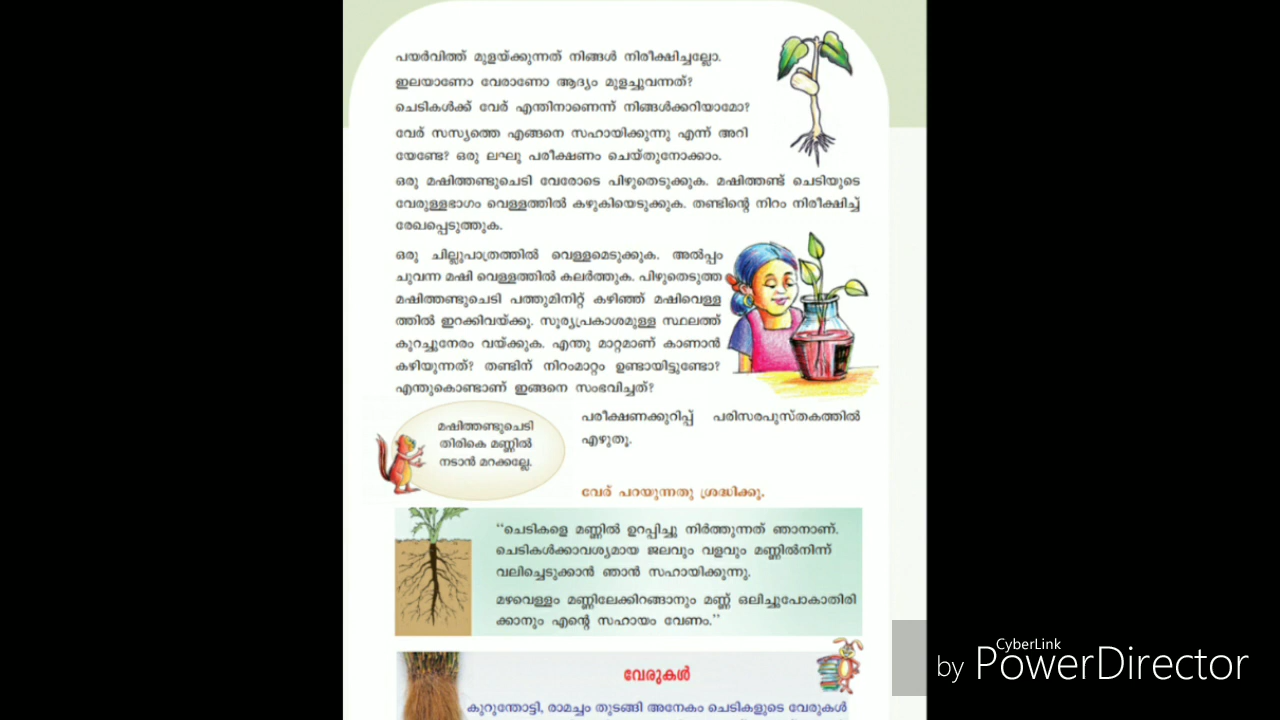 പയർവിത്ത് മുളയ്ക്കുന്നത് നിങ്ങൾ നിരീക്ഷിച്ചല്ലോ.
ഇലയാണോ വേരാണോ ആദ്യം മുളച്ചുവന്നത്?
ചെടികൾക്ക് വേര് എന്തിനാണെന്ന് നിങ്ങൾക്കറിയാമോ?
വേര് സസ്യത്തെ എങ്ങനെ സഹായിക്കുന്നു എന്ന് അറി
യേണ്ടേ? ഒരു ലഘു പരീക്ഷണം ചെയ്തുനോക്കാം.
ഒരു മഷിത്തണ്ടുചെടി വേരോടെ പിഴുതെടുക്കുക. മഷിത്തണ്ട് ചെടിയുടെ
വേരുള്ളഭാഗം വെള്ളത്തിൽ കഴുകിയെടുക്കുക. തണ്ടിന്റെ നിറം നിരീക്ഷിച്ച്
രേഖപ്പെടുത്തുക.
ഒരു ചില്ലുപാത്രത്തിൽ വെള്ളമെടുക്കുക. അൽപ്പം
ചുവന്ന മഷി വെള്ളത്തിൽ കലർത്തുക. പിഴുതെടുത്ത
മഷിത്തണ്ടുചെടി പത്തുമിനിറ്റ് കഴിഞ്ഞ് മഷിവെള്ള
ത്തിൽ ഇറക്കിവയ്ക്കൂ. സൂര്യപ്രകാശമുള്ള സ്ഥലത്ത്
കുറച്ചുനേരം വയ്ക്കുക. എന്തു മാറ്റമാണ് കാണാൻ
കഴിയുന്നത്? തണ്ടിന് നിറംമാറ്റം ഉണ്ടായിട്ടുണ്ടോ?
എന്തുകൊണ്ടാണ് ഇങ്ങനെ സംഭവിച്ചത്?
മഷിത്തണ്ടുചെടി
തിരികെ മണ്ണിൽ
നടാൻ മറക്കല്ലേ.
പരീക്ഷണക്കുറിപ്പ് പരിസരപുസ്തകത്തിൽ
എഴുതൂ.
വേര് പറയുന്നതു ശ്രദ്ധിക്കൂ.
‘‘ചെടികളെ മണ്ണിൽ ഉറപ്പിച്ചു നിർത്തുന്നത് ഞാനാണ്.
ചെടികൾക്കാവശ്യമായ ജലവും വളവും മണ്ണിൽനിന്ന്
വലിച്ചെടുക്കാൻ ഞാൻ സഹായിക്കുന്നു.
മഴവെള്ളം മണ്ണിലേക്കിറങ്ങാനും മണ്ണ് ഒലിച്ചുപോകാതിരി
ക്കാനും എന്റെ സഹായം വേണം.’’
വേരുകൾ
കുറുന്തോട്ടി, രാമച്ചം തുടങ്ങി അനേകം ചെടികളുടെ വേരുകൾ
by CyberLink PowerDirector